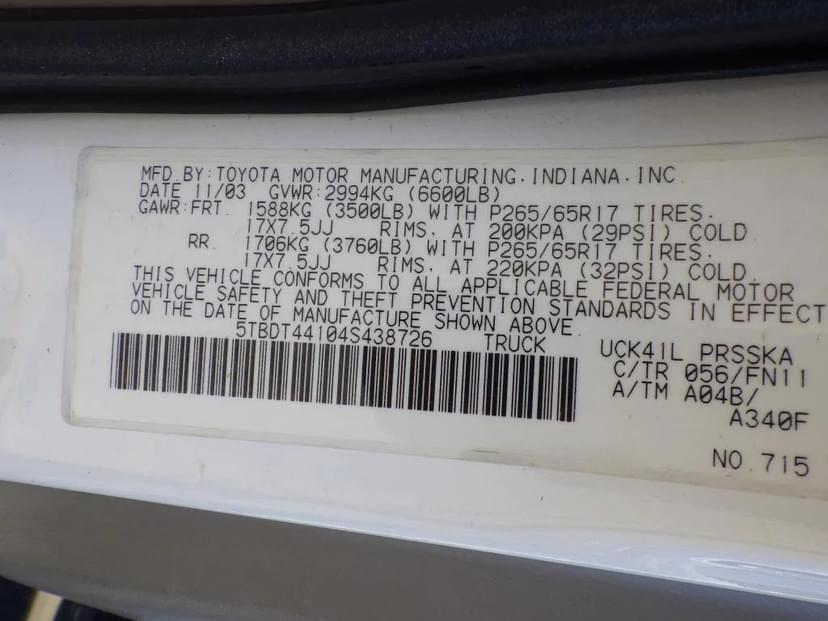 MFD.BY:TOYOTA MOTOR MANUFACTURING.INDIANA.INC.
DATE 11/03 GVWR:2994KG (6600LB)
GAWR:FRT. 1588KG (3500LB) WITH P265/65R17 TIRES.
17X7.5JJ RIMS. AT 200KPA (29PSI) COLD.
RR. 1706KG (3760LB) WITH P265/65R17 TIRES.
17X7.5JJ RIMS. AT 220KPA (32PSI) COLD.
THIS VEHICLE CONFORMS TO ALL APPLICABLE FEDERAL MOTOR
VEHICLE SAFETY AND THEFT PREVENTION STANDARDS IN EFFECT
ON THE DATE OF MANUFACTURE SHOWN ABOVE.
5TBDT44104S438726 TRUCK
UCK41L PRSSKA
C/TR 056/FN11
A/TM A04B/
A340F
NO.715